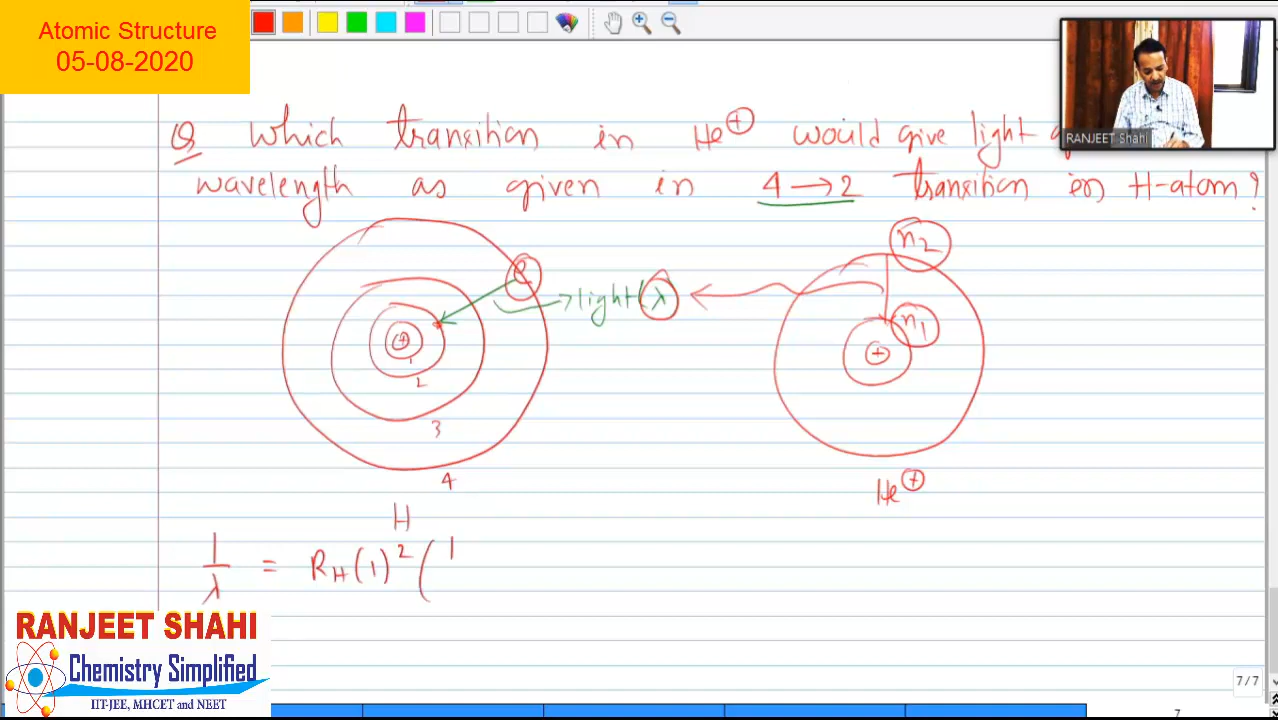 Atomic Structure
05-08-2020
RANJEET Shahi
Q Which transition in He⊕ would give light
wavelength as given in 4 → 2 transition in H-atom?
n2
e
light (λ)
n1
+
1
2
3
4
+
He⊕
H
1/λ = RH(1)² ( 1
RANJEET SHAHI
Chemistry Simplified
IIT-JEE, MHCET and NEET
7/7
7